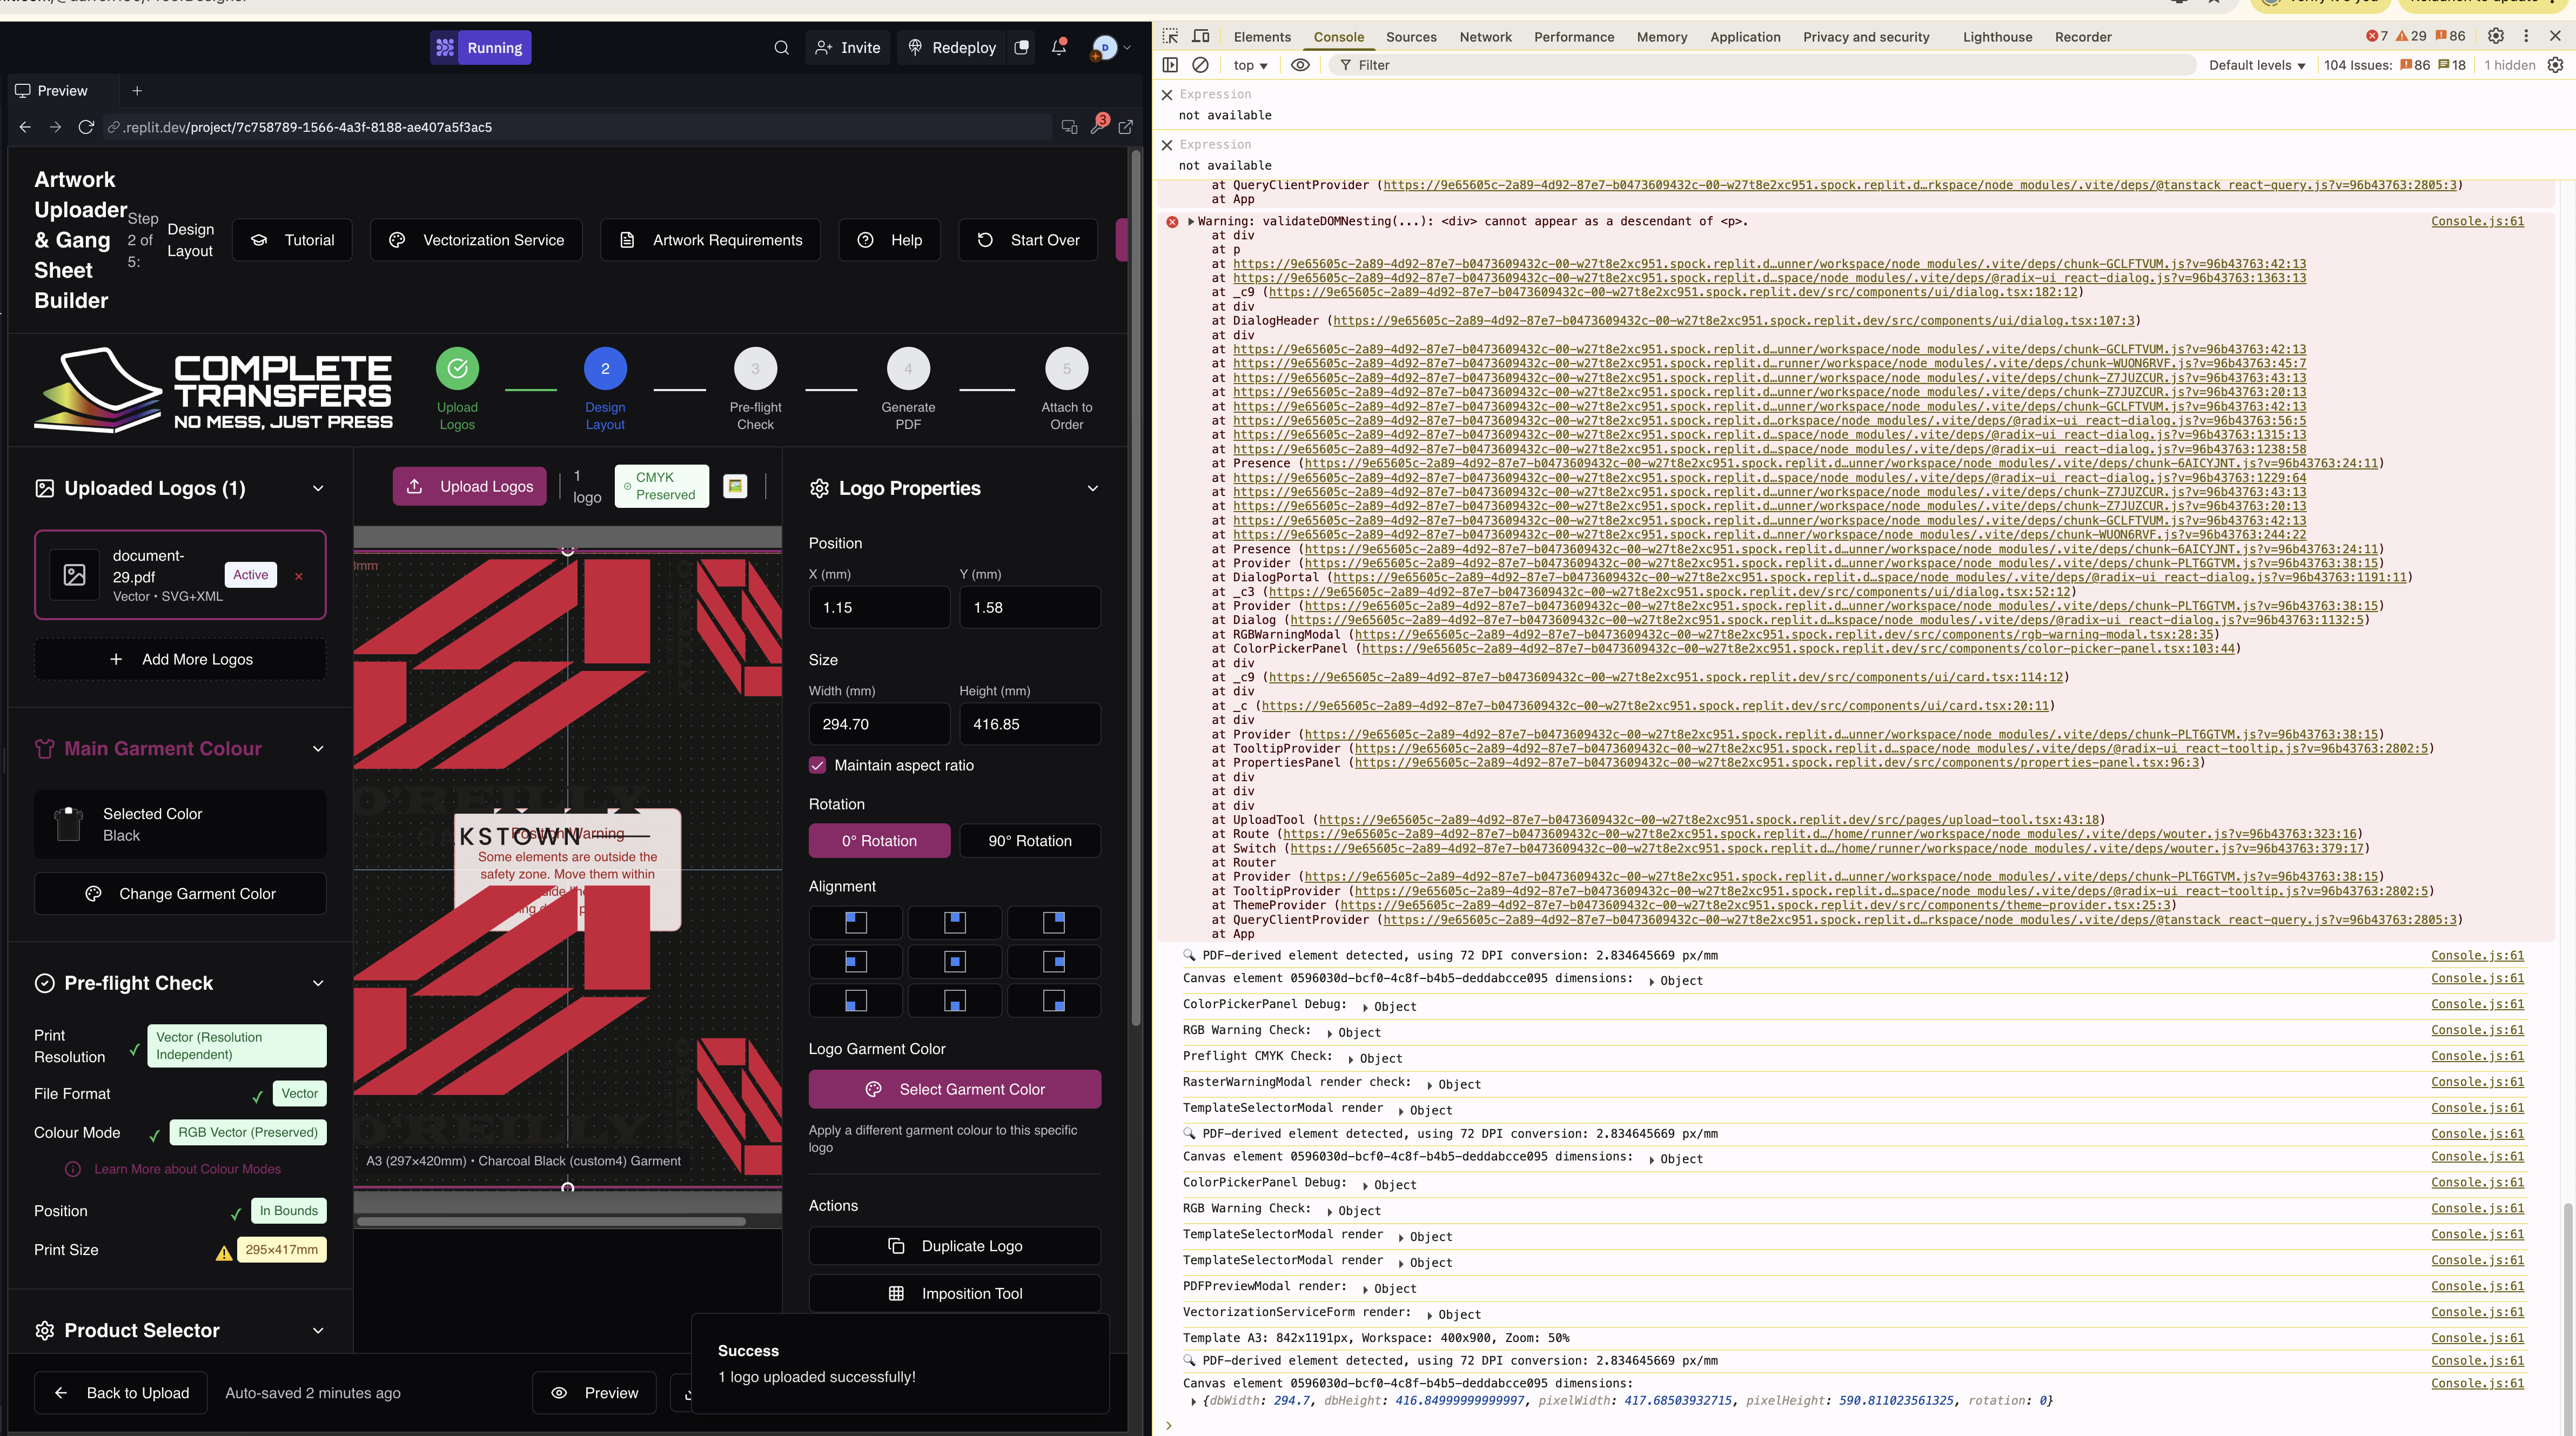 Running
Invite
Redeploy
D
Preview
.replit.dev/project/7c758789-1566-4a3f-8188-ae407a5f3ac5
3
Artwork
Uploader
& Gang
Sheet
Builder
Step
2 of
5:
Design
Layout
Tutorial
Vectorization Service
Artwork Requirements
Help
Start Over
COMPLETE
TRANSFERS
NO MESS, JUST PRESS
Upload
Logos
2
Design
Layout
3
Pre-flight
Check
4
Generate
PDF
5
Attach to
Order
Uploaded Logos (1)
document-
29.pdf
Vector • SVG+XML
Active
Add More Logos
Main Garment Colour
Selected Color
Black
Change Garment Color
Pre-flight Check
Print
Resolution
Vector (Resolution
Independent)
File Format
Vector
Colour Mode
RGB Vector (Preserved)
Learn More about Colour Modes
Position
In Bounds
Print Size
295×417mm
Product Selector
Back to Upload
Auto-saved 2 minutes ago
Preview
Upload Logos
1
logo
CMYK
Preserved
O'REILLY
OAKSTOWN
Position Warning
Some elements are outside the
safety zone. Move them within
O'REILLY
A3 (297×420mm) • Charcoal Black (custom4) Garment
Logo Properties
Position
X (mm)
Y (mm)
1.15
1.58
Size
Width (mm)
Height (mm)
294.70
416.85
Maintain aspect ratio
Rotation
0° Rotation
90° Rotation
Alignment
Logo Garment Color
Select Garment Color
Apply a different garment colour to this specific
logo
Actions
Duplicate Logo
Imposition Tool
Success
1 logo uploaded successfully!
Elements
Console
Sources
Network
Performance
Memory
Application
Privacy and security
Lighthouse
Recorder
7
29
86
top
Filter
Default levels
104 Issues: 86 18
1 hidden
Expression
not available
Expression
not available
at QueryClientProvider (https://9e65605c-2a89-4d92-87e7-b0473609432c-00-w27t8e2xc951.spock.replit.d…rkspace/node_modules/.vite/deps/@tanstack_react-query.js?v=96b43763:2805:3)
at App
Warning: validateDOMNesting(...): <div> cannot appear as a descendant of <p>. Console.js:61
at div
at p
at https://9e65605c-2a89-4d92-87e7-b0473609432c-00-w27t8e2xc951.spock.replit.d…unner/workspace/node_modules/.vite/deps/chunk-GCLFTVUM.js?v=96b43763:42:13
at https://9e65605c-2a89-4d92-87e7-b0473609432c-00-w27t8e2xc951.spock.replit.d…space/node_modules/.vite/deps/@radix-ui_react-dialog.js?v=96b43763:1363:13
at _c9 (https://9e65605c-2a89-4d92-87e7-b0473609432c-00-w27t8e2xc951.spock.replit.dev/src/components/ui/dialog.tsx:182:12)
at div
at DialogHeader (https://9e65605c-2a89-4d92-87e7-b0473609432c-00-w27t8e2xc951.spock.replit.dev/src/components/ui/dialog.tsx:107:3)
at div
at https://9e65605c-2a89-4d92-87e7-b0473609432c-00-w27t8e2xc951.spock.replit.d…unner/workspace/node_modules/.vite/deps/chunk-GCLFTVUM.js?v=96b43763:42:13
at https://9e65605c-2a89-4d92-87e7-b0473609432c-00-w27t8e2xc951.spock.replit.d…runner/workspace/node_modules/.vite/deps/chunk-WUON6RVF.js?v=96b43763:45:7
at https://9e65605c-2a89-4d92-87e7-b0473609432c-00-w27t8e2xc951.spock.replit.d…unner/workspace/node_modules/.vite/deps/chunk-Z7JUZCUR.js?v=96b43763:43:13
at https://9e65605c-2a89-4d92-87e7-b0473609432c-00-w27t8e2xc951.spock.replit.d…unner/workspace/node_modules/.vite/deps/chunk-Z7JUZCUR.js?v=96b43763:20:13
at https://9e65605c-2a89-4d92-87e7-b0473609432c-00-w27t8e2xc951.spock.replit.d…unner/workspace/node_modules/.vite/deps/chunk-GCLFTVUM.js?v=96b43763:42:13
at https://9e65605c-2a89-4d92-87e7-b0473609432c-00-w27t8e2xc951.spock.replit.d…orkspace/node_modules/.vite/deps/@radix-ui_react-dialog.js?v=96b43763:56:5
at https://9e65605c-2a89-4d92-87e7-b0473609432c-00-w27t8e2xc951.spock.replit.d…space/node_modules/.vite/deps/@radix-ui_react-dialog.js?v=96b43763:1315:13
at https://9e65605c-2a89-4d92-87e7-b0473609432c-00-w27t8e2xc951.spock.replit.d…space/node_modules/.vite/deps/@radix-ui_react-dialog.js?v=96b43763:1238:58
at Presence (https://9e65605c-2a89-4d92-87e7-b0473609432c-00-w27t8e2xc951.spock.replit.d…unner/workspace/node_modules/.vite/deps/chunk-6AICYJNT.js?v=96b43763:24:11)
at https://9e65605c-2a89-4d92-87e7-b0473609432c-00-w27t8e2xc951.spock.replit.d…space/node_modules/.vite/deps/@radix-ui_react-dialog.js?v=96b43763:1229:64
at https://9e65605c-2a89-4d92-87e7-b0473609432c-00-w27t8e2xc951.spock.replit.d…unner/workspace/node_modules/.vite/deps/chunk-Z7JUZCUR.js?v=96b43763:43:13
at https://9e65605c-2a89-4d92-87e7-b0473609432c-00-w27t8e2xc951.spock.replit.d…unner/workspace/node_modules/.vite/deps/chunk-Z7JUZCUR.js?v=96b43763:20:13
at https://9e65605c-2a89-4d92-87e7-b0473609432c-00-w27t8e2xc951.spock.replit.d…unner/workspace/node_modules/.vite/deps/chunk-GCLFTVUM.js?v=96b43763:42:13
at https://9e65605c-2a89-4d92-87e7-b0473609432c-00-w27t8e2xc951.spock.replit.d…nner/workspace/node_modules/.vite/deps/chunk-WUON6RVF.js?v=96b43763:244:22
at Presence (https://9e65605c-2a89-4d92-87e7-b0473609432c-00-w27t8e2xc951.spock.replit.d…unner/workspace/node_modules/.vite/deps/chunk-6AICYJNT.js?v=96b43763:24:11)
at Provider (https://9e65605c-2a89-4d92-87e7-b0473609432c-00-w27t8e2xc951.spock.replit.d…unner/workspace/node_modules/.vite/deps/chunk-PLT6GTVM.js?v=96b43763:38:15)
at DialogPortal (https://9e65605c-2a89-4d92-87e7-b0473609432c-00-w27t8e2xc951.spock.replit.d…space/node_modules/.vite/deps/@radix-ui_react-dialog.js?v=96b43763:1191:11)
at _c3 (https://9e65605c-2a89-4d92-87e7-b0473609432c-00-w27t8e2xc951.spock.replit.dev/src/components/ui/dialog.tsx:52:12)
at Provider (https://9e65605c-2a89-4d92-87e7-b0473609432c-00-w27t8e2xc951.spock.replit.d…unner/workspace/node_modules/.vite/deps/chunk-PLT6GTVM.js?v=96b43763:38:15)
at Dialog (https://9e65605c-2a89-4d92-87e7-b0473609432c-00-w27t8e2xc951.spock.replit.d…kspace/node_modules/.vite/deps/@radix-ui_react-dialog.js?v=96b43763:1132:5)
at RGBWarningModal (https://9e65605c-2a89-4d92-87e7-b0473609432c-00-w27t8e2xc951.spock.replit.dev/src/components/rgb-warning-modal.tsx:28:35)
at ColorPickerPanel (https://9e65605c-2a89-4d92-87e7-b0473609432c-00-w27t8e2xc951.spock.replit.dev/src/components/color-picker-panel.tsx:103:44)
at div
at _c9 (https://9e65605c-2a89-4d92-87e7-b0473609432c-00-w27t8e2xc951.spock.replit.dev/src/components/ui/card.tsx:114:12)
at div
at _c (https://9e65605c-2a89-4d92-87e7-b0473609432c-00-w27t8e2xc951.spock.replit.dev/src/components/ui/card.tsx:20:11)
at div
at Provider (https://9e65605c-2a89-4d92-87e7-b0473609432c-00-w27t8e2xc951.spock.replit.d…unner/workspace/node_modules/.vite/deps/chunk-PLT6GTVM.js?v=96b43763:38:15)
at TooltipProvider (https://9e65605c-2a89-4d92-87e7-b0473609432c-00-w27t8e2xc951.spock.replit.d…space/node_modules/.vite/deps/@radix-ui_react-tooltip.js?v=96b43763:2802:5)
at PropertiesPanel (https://9e65605c-2a89-4d92-87e7-b0473609432c-00-w27t8e2xc951.spock.replit.dev/src/components/properties-panel.tsx:96:3)
at div
at div
at div
at UploadTool (https://9e65605c-2a89-4d92-87e7-b0473609432c-00-w27t8e2xc951.spock.replit.dev/src/pages/upload-tool.tsx:43:18)
at Route (https://9e65605c-2a89-4d92-87e7-b0473609432c-00-w27t8e2xc951.spock.replit.d…/home/runner/workspace/node_modules/.vite/deps/wouter.js?v=96b43763:323:16)
at Switch (https://9e65605c-2a89-4d92-87e7-b0473609432c-00-w27t8e2xc951.spock.replit.d…/home/runner/workspace/node_modules/.vite/deps/wouter.js?v=96b43763:379:17)
at Router
at Provider (https://9e65605c-2a89-4d92-87e7-b0473609432c-00-w27t8e2xc951.spock.replit.d…unner/workspace/node_modules/.vite/deps/chunk-PLT6GTVM.js?v=96b43763:38:15)
at TooltipProvider (https://9e65605c-2a89-4d92-87e7-b0473609432c-00-w27t8e2xc951.spock.replit.d…space/node_modules/.vite/deps/@radix-ui_react-tooltip.js?v=96b43763:2802:5)
at ThemeProvider (https://9e65605c-2a89-4d92-87e7-b0473609432c-00-w27t8e2xc951.spock.replit.dev/src/components/theme-provider.tsx:25:3)
at QueryClientProvider (https://9e65605c-2a89-4d92-87e7-b0473609432c-00-w27t8e2xc951.spock.replit.d…rkspace/node_modules/.vite/deps/@tanstack_react-query.js?v=96b43763:2805:3)
at App
🔍 PDF-derived element detected, using 72 DPI conversion: 2.834645669 px/mm Console.js:61
Canvas element 0596030d-bcf0-4c8f-b4b5-deddabcce095 dimensions: Object Console.js:61
ColorPickerPanel Debug: Object Console.js:61
RGB Warning Check: Object Console.js:61
Preflight CMYK Check: Object Console.js:61
RasterWarningModal render check: Object Console.js:61
TemplateSelectorModal render Object Console.js:61
🔍 PDF-derived element detected, using 72 DPI conversion: 2.834645669 px/mm Console.js:61
Canvas element 0596030d-bcf0-4c8f-b4b5-deddabcce095 dimensions: Object Console.js:61
ColorPickerPanel Debug: Object Console.js:61
RGB Warning Check: Object Console.js:61
TemplateSelectorModal render Object Console.js:61
TemplateSelectorModal render Object Console.js:61
PDFPreviewModal render: Object Console.js:61
VectorizationServiceForm render: Object Console.js:61
Template A3: 842x1191px, Workspace: 400x900, Zoom: 50% Console.js:61
🔍 PDF-derived element detected, using 72 DPI conversion: 2.834645669 px/mm Console.js:61
Canvas element 0596030d-bcf0-4c8f-b4b5-deddabcce095 dimensions: Console.js:61
{dbWidth: 294.7, dbHeight: 416.84999999999997, pixelWidth: 417.68503932715, pixelHeight: 590.811023561325, rotation: 0}